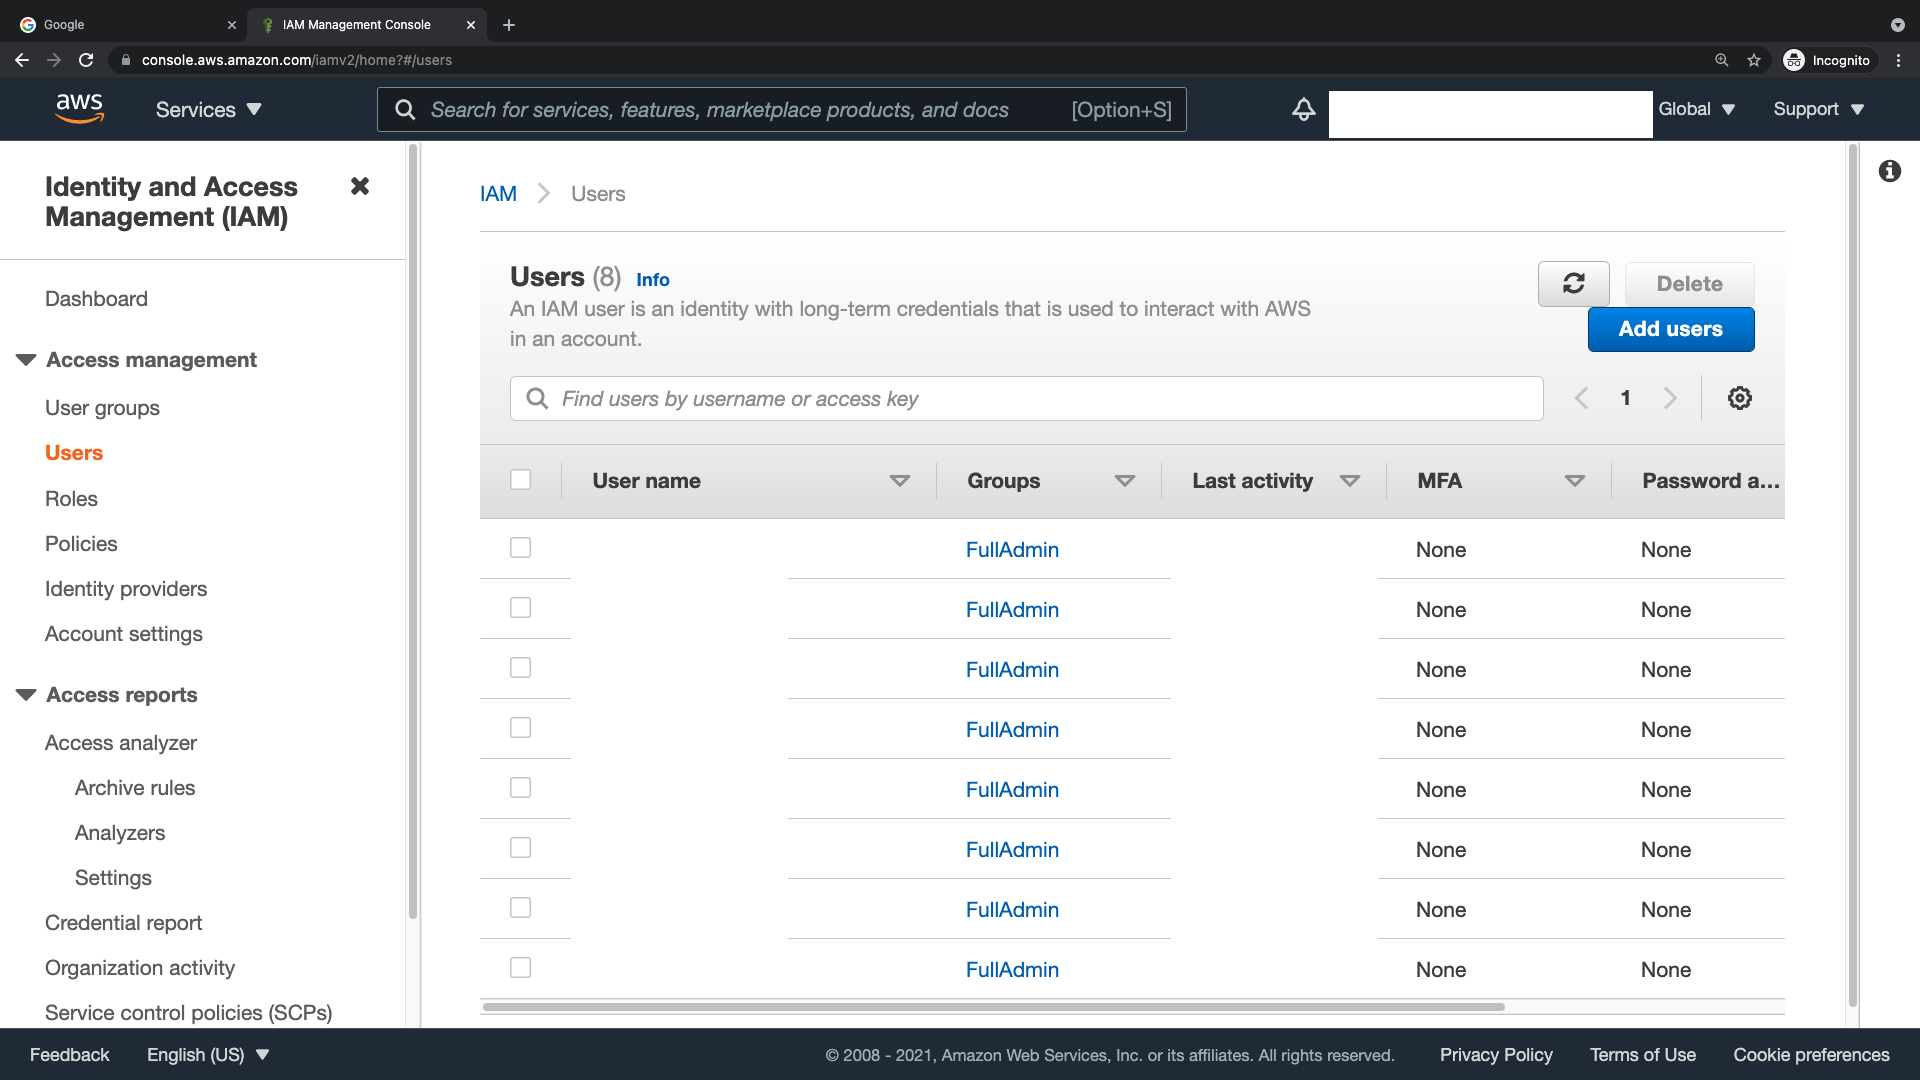 Google
IAM Management Console
console.aws.amazon.com/iamv2/home?#/users
Incognito
aws
Services
Search for services, features, marketplace products, and docs
[Option+S]
Global
Support
Identity and Access
Management (IAM)
Dashboard
Access management
User groups
Users
Roles
Policies
Identity providers
Account settings
Access reports
Access analyzer
Archive rules
Analyzers
Settings
Credential report
Organization activity
Service control policies (SCPs)
IAM
Users
Users (8) Info
An IAM user is an identity with long-term credentials that is used to interact with AWS
in an account.
Delete
Add users
Find users by username or access key
1
User name Groups Last activity MFA Password a...
FullAdmin None None
FullAdmin None None
FullAdmin None None
FullAdmin None None
FullAdmin None None
FullAdmin None None
FullAdmin None None
FullAdmin None None
Feedback
English (US)
© 2008 - 2021, Amazon Web Services, Inc. or its affiliates. All rights reserved.
Privacy Policy
Terms of Use
Cookie preferences